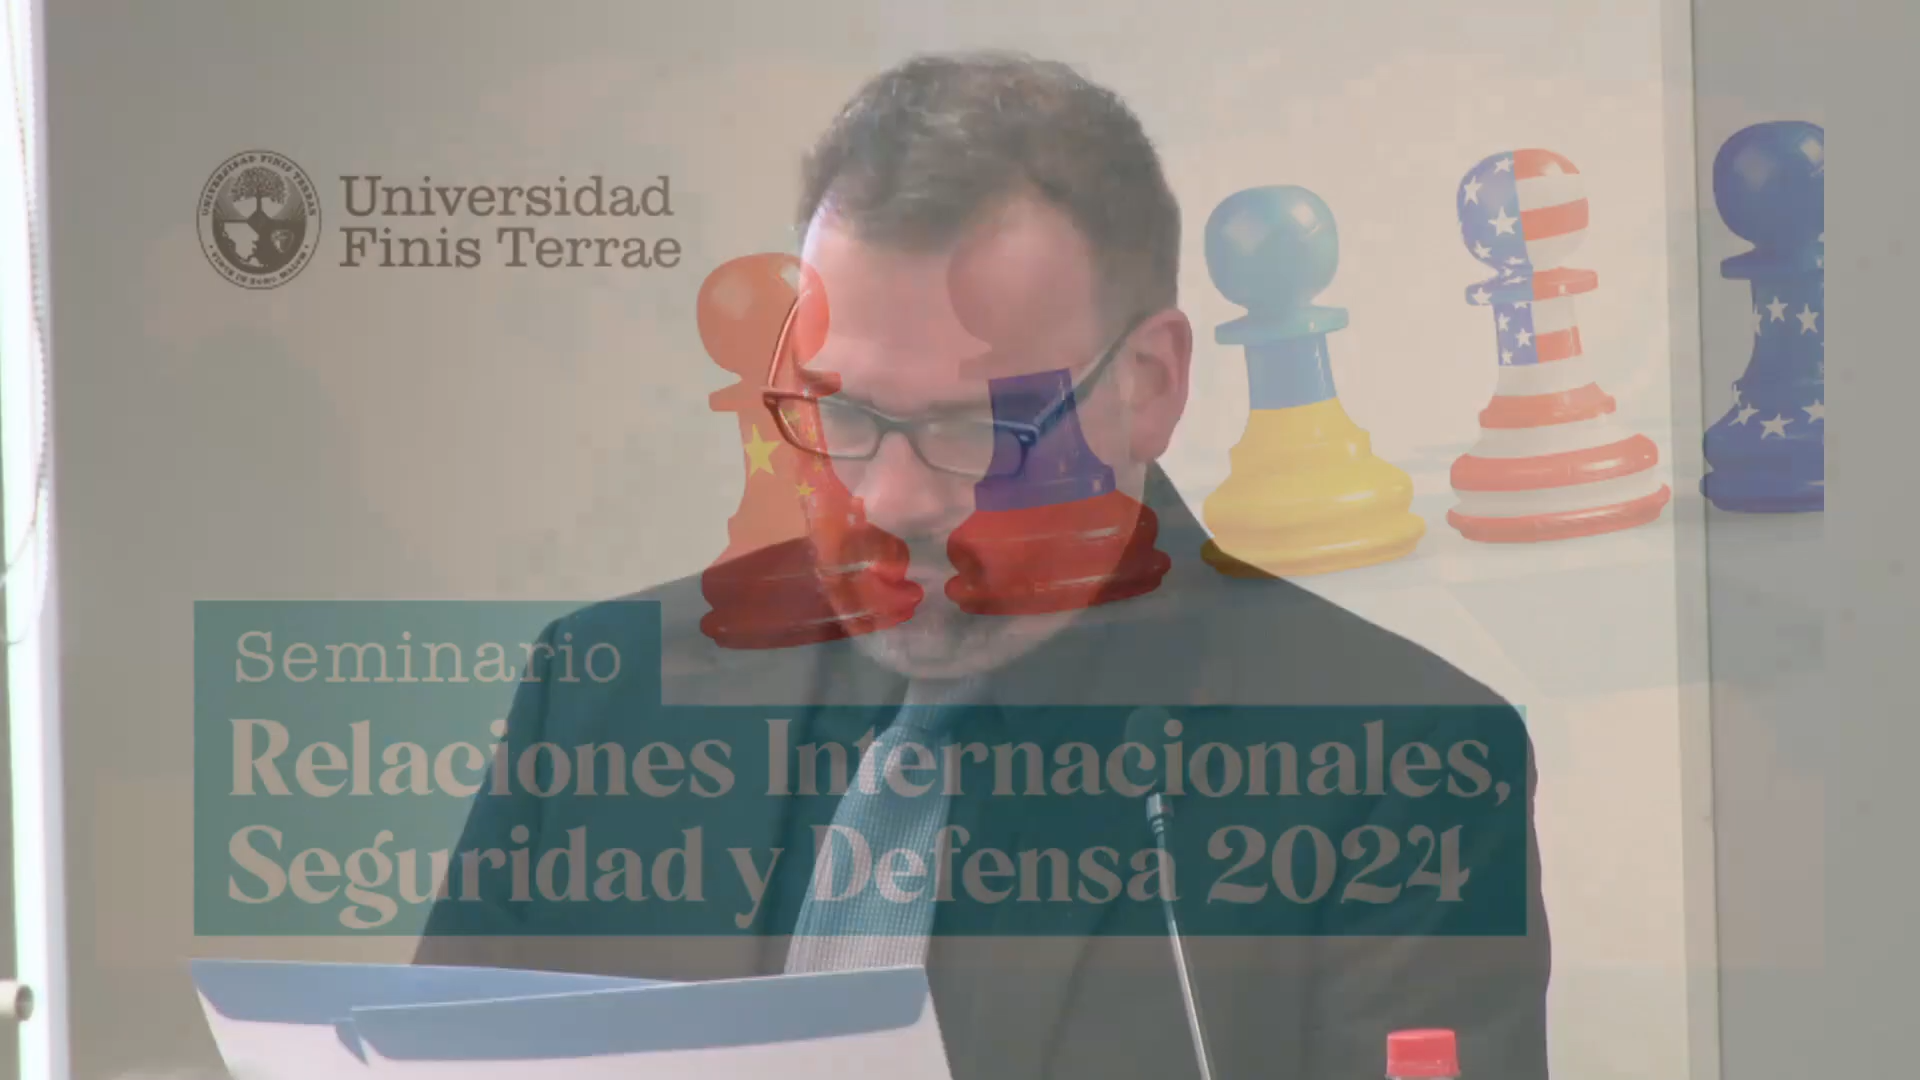 Universidad
Finis Terrae
Seminario
Relaciones Internacionales,
Seguridad y Defensa 2024